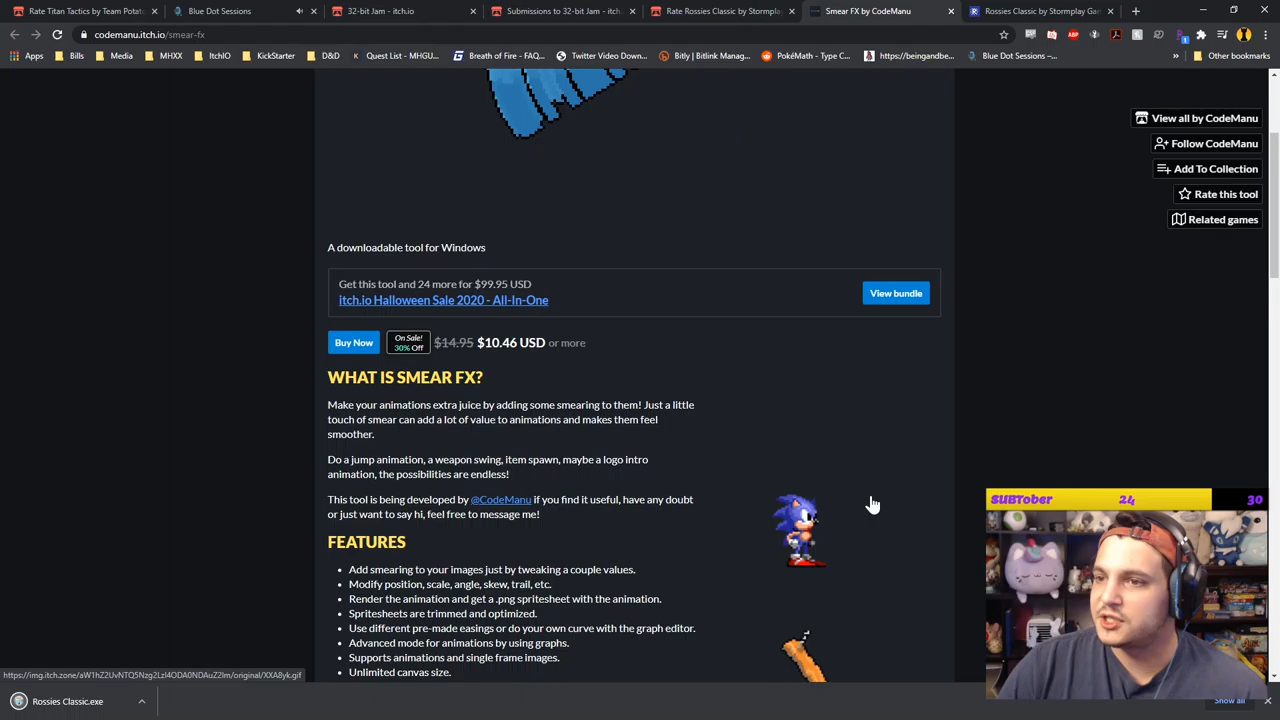 Rate Titan Tactics by Team Potato
Blue Dot Sessions
32-bit Jam - itch.io
Submissions to 32-bit Jam - itch.i
Rate Rossies Classic by Stormplay
Smear FX by CodeManu
Rossies Classic by Stormplay Ga
codemanu.itch.io/smear-fx
Apps
Bills
Media
MHXX
ItchIO
KickStarter
D&D
Quest List - MHGU...
Breath of Fire - FAQ...
Twitter Video Down...
Bitly | Bitlink Manag...
PokéMath - Type C...
https://beingandbe...
Blue Dot Sessions –...
»
Other bookmarks
View all by CodeManu
Follow CodeManu
Add To Collection
Rate this tool
Related games
A downloadable tool for Windows
Get this tool and 24 more for $99.95 USD
itch.io Halloween Sale 2020 - All-In-One
View bundle
Buy Now
On Sale!
30% Off
$14.95 $10.46 USD or more
WHAT IS SMEAR FX?
Make your animations extra juice by adding some smearing to them! Just a little
touch of smear can add a lot of value to animations and makes them feel
smoother.
Do a jump animation, a weapon swing, item spawn, maybe a logo intro
animation, the possibilities are endless!
This tool is being developed by @CodeManu if you find it useful, have any doubt
or just want to say hi, feel free to message me!
FEATURES
• Add smearing to your images just by tweaking a couple values.
• Modify position, scale, angle, skew, trail, etc.
• Render the animation and get a .png spritesheet with the animation.
• Spritesheets are trimmed and optimized.
• Use different pre-made easings or do your own curve with the graph editor.
• Advanced mode for animations by using graphs.
• Supports animations and single frame images.
• Unlimited canvas size.
SUBTober 24 30
Rossies Classic.exe
Show all